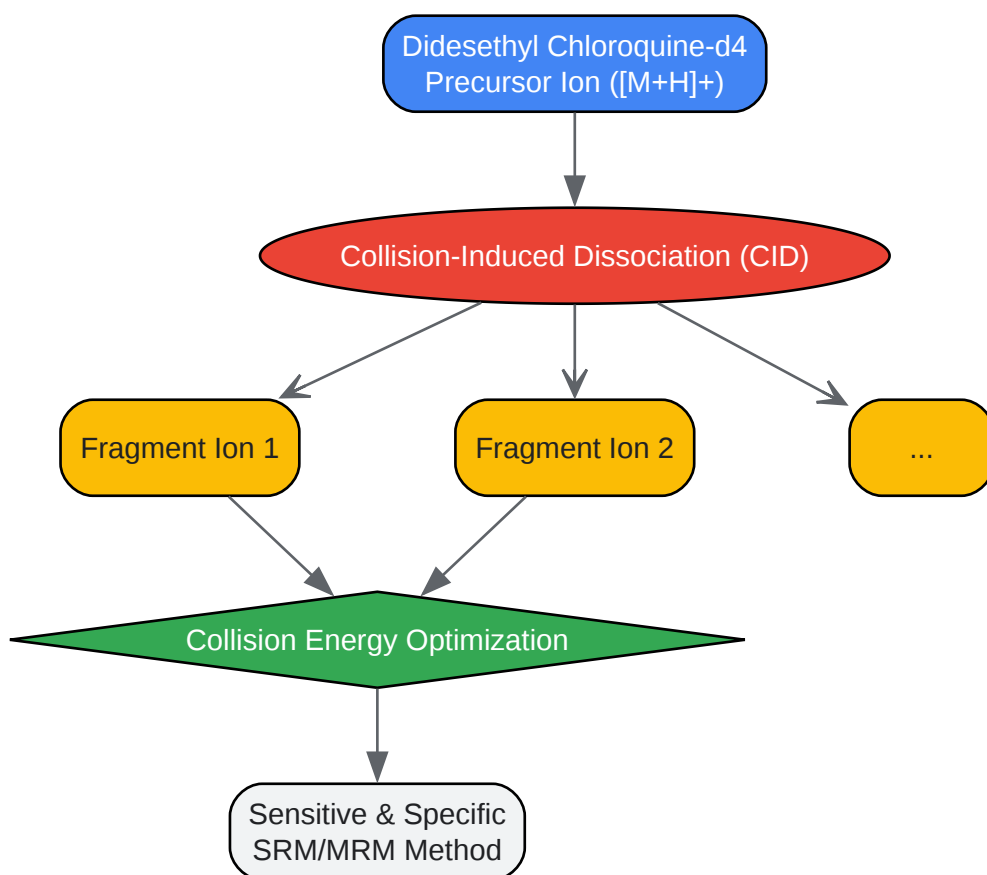 Didesethyl Chloroquine-d4
Precursor Ion ([M+H]+)
Collision-Induced Dissociation (CID)
Fragment Ion 1
Fragment Ion 2
...
Collision Energy Optimization
Sensitive & Specific
SRM/MRM Method